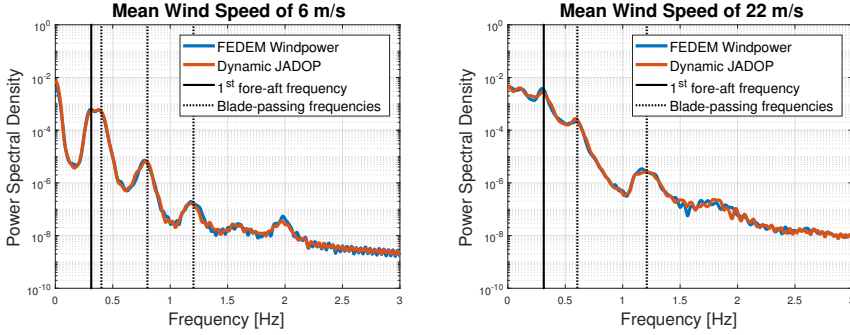 Mean Wind Speed of 6 m/s
Power Spectral Density
10^0
10^-2
10^-4
10^-6
10^-8
10^-10
FEDEM Windpower
Dynamic JADOP
1^st fore-aft frequency
Blade-passing frequencies
0 0.5 1 1.5 2 2.5 3
Frequency [Hz]
Mean Wind Speed of 22 m/s
Power Spectral Density
10^0
10^-2
10^-4
10^-6
10^-8
10^-10
FEDEM Windpower
Dynamic JADOP
1^st fore-aft frequency
Blade-passing frequencies
0 0.5 1 1.5 2 2.5 3
Frequency [Hz]